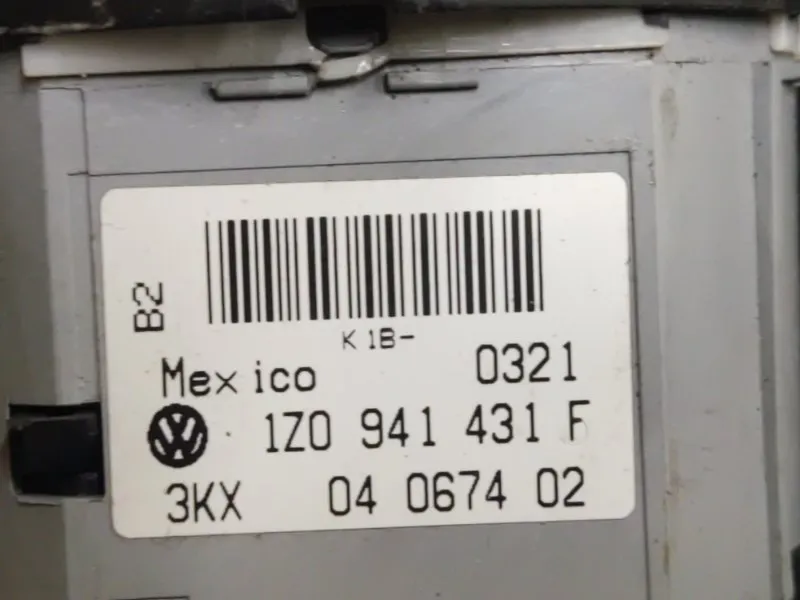 B2
K 1B-
Mexico 0321
1Z0 941 431 F
3KX 04 0674 02